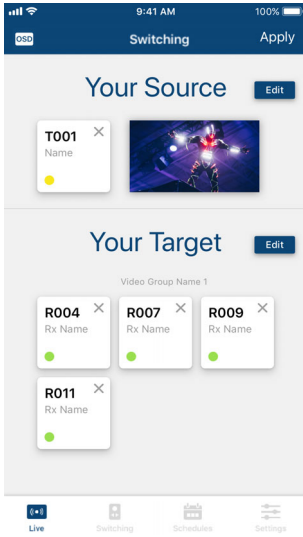 9:41 AM 100%
OSD Switching Apply
Your Source Edit
T001
Name
Your Target Edit
Video Group Name 1
R004 R007 R009
Rx Name Rx Name Rx Name
R011
Rx Name
Live Switching Schedules Settings